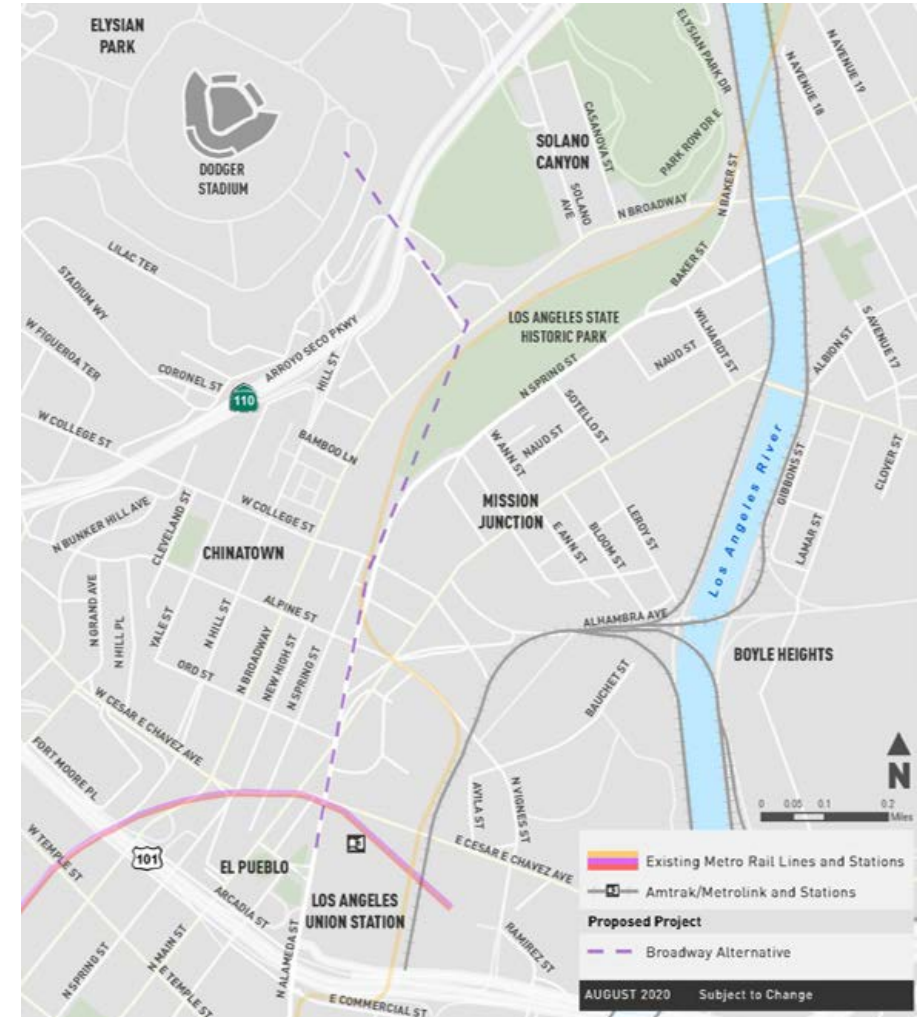 ELYSIAN
PARK
DODGER
STADIUM
SOLANO
CANYON
ELYSIAN PARK DR
N AVENUE 19
N AVENUE 18
CASANOVA ST
PARK ROW DR E
SOLANO
AVE
N BROADWAY
N BAKER ST
BAKER ST
LILAC TER
STADIUM WY
W FIGUEROA TER
ARROYO SECO PKWY
CORONEL ST
HILL ST
110
LOS ANGELES STATE
HISTORIC PARK
N SPRING ST
WILHARDT ST
NAUD ST
ALBION ST
S AVENUE 17
W COLLEGE ST
BAMBOO LN
SOTELLO ST
NAUD ST
W ANN ST
MISSION
JUNCTION
LEROY ST
BLOOM ST
E ANN ST
Los Angeles River
GIBBONS ST
CLOVER ST
LAMAR ST
N BUNKER HILL AVE
CLEVELAND ST
W COLLEGE ST
CHINATOWN
ALPINE ST
N GRAND AVE
N HILL PL
YALE ST
N HILL ST
ORD ST
N BROADWAY
NEW HIGH ST
N SPRING ST
ALHAMBRA AVE
BOYLE HEIGHTS
BAUCHET ST
W CESAR E CHAVEZ AVE
FORT MOORE PL
W TEMPLE ST
101
EL PUEBLO
ARCADIA ST
LOS ANGELES
UNION STATION
AVILA ST
N VIGNES ST
E CESAR E CHAVEZ AVE
RAMIREZ ST
N SPRING ST
N MAIN ST
E TEMPLE ST
N ALAMEDA ST
E COMMERCIAL ST
N
0 0.05 0.1 0.2
Miles
Existing Metro Rail Lines and Stations
Amtrak/Metrolink and Stations
Proposed Project
Broadway Alternative
AUGUST 2020 Subject to Change